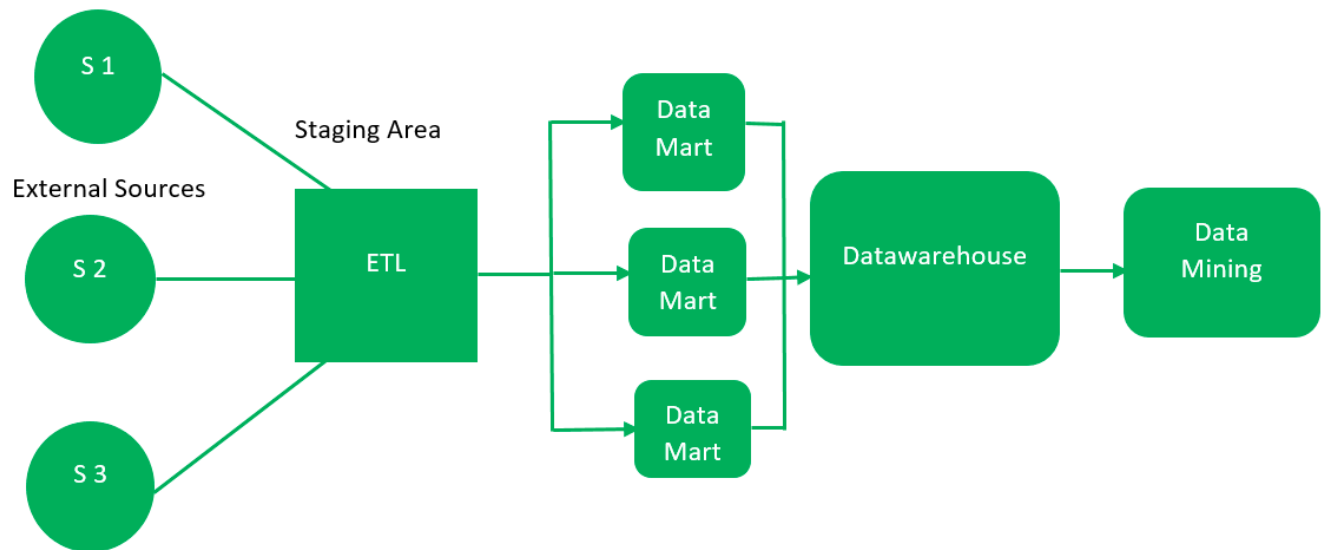 S 1
Staging Area
External Sources
S 2
S 3
ETL
Data
Mart
Data
Mart
Data
Mart
Datawarehouse
Data
Mining